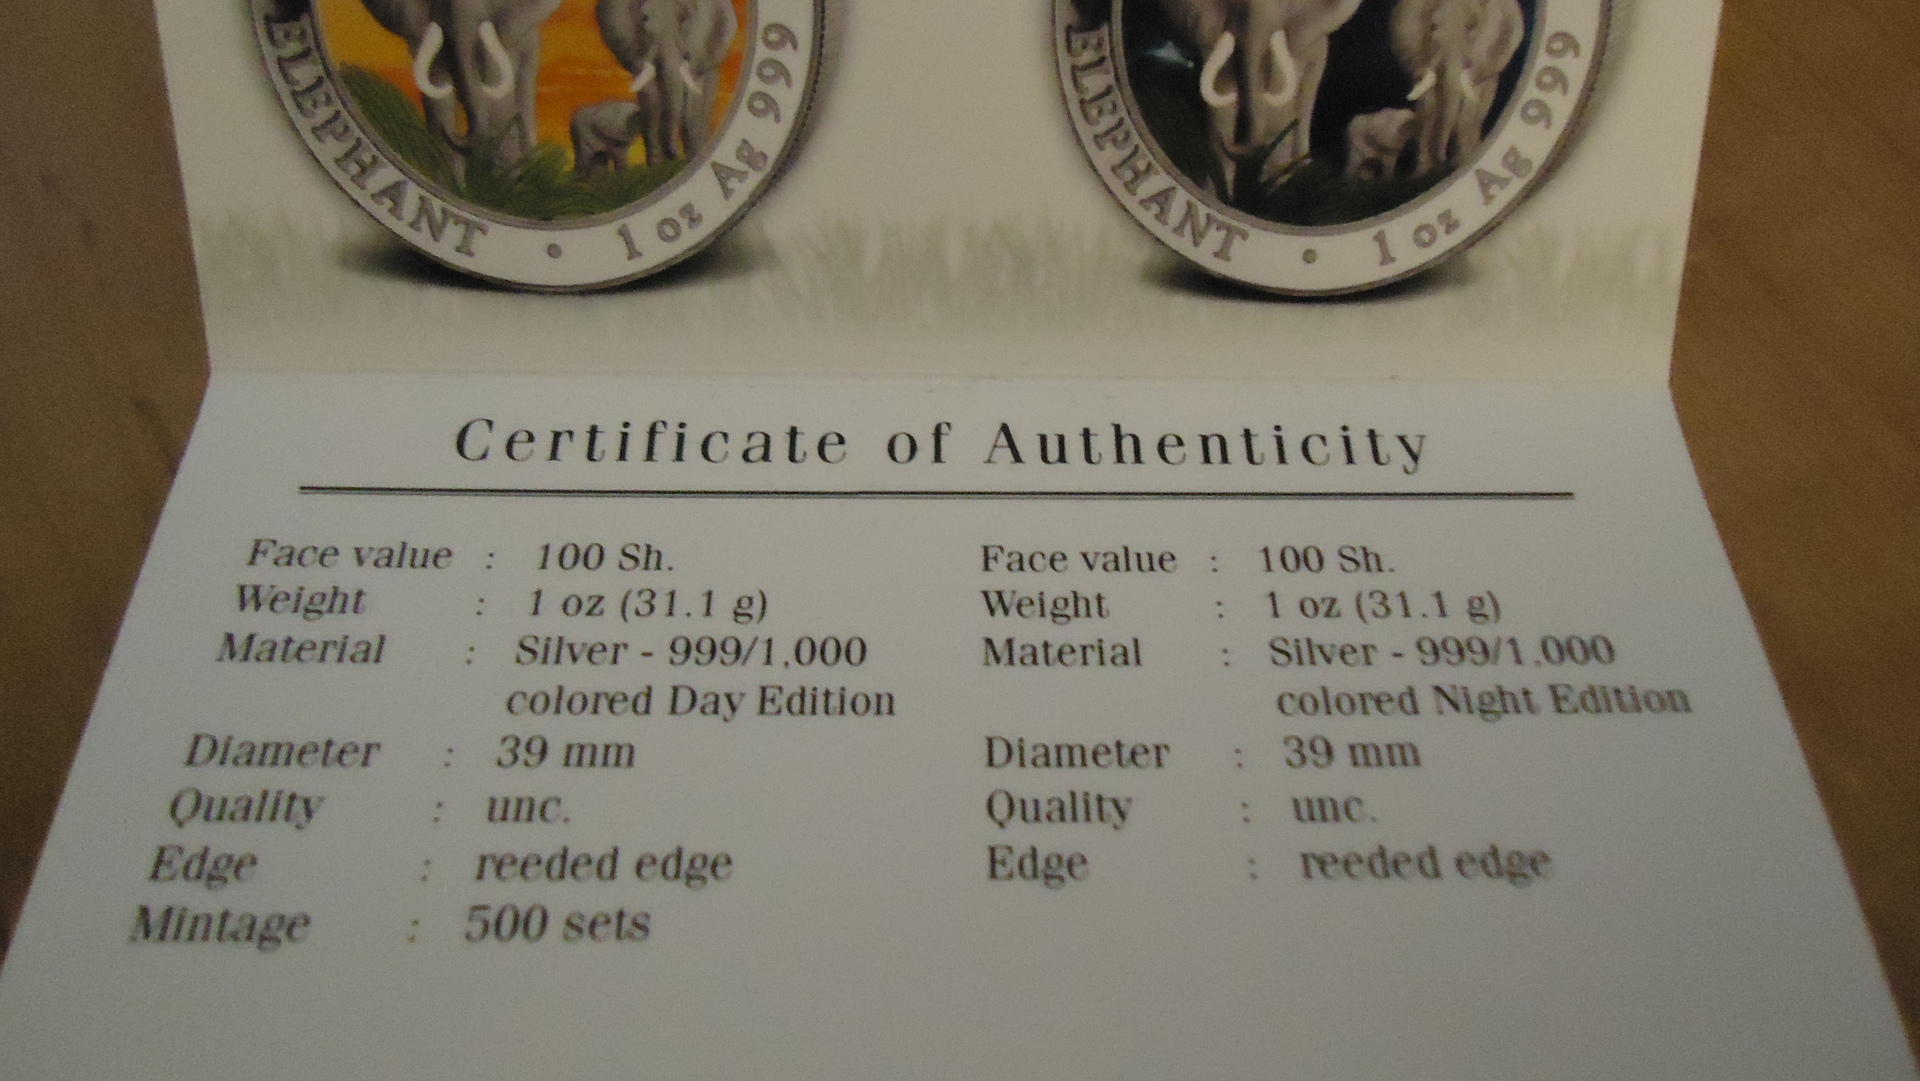 ELEPHANT • 1 oz Ag 999
ELEPHANT • 1 oz Ag 999
Certificate of Authenticity
Face value : 100 Sh.
Weight : 1 oz (31.1 g)
Material : Silver - 999/1,000
colored Day Edition
Diameter : 39 mm
Quality : unc.
Edge : reeded edge
Mintage : 500 sets
Face value : 100 Sh.
Weight : 1 oz (31.1 g)
Material : Silver - 999/1,000
colored Night Edition
Diameter : 39 mm
Quality : unc.
Edge : reeded edge